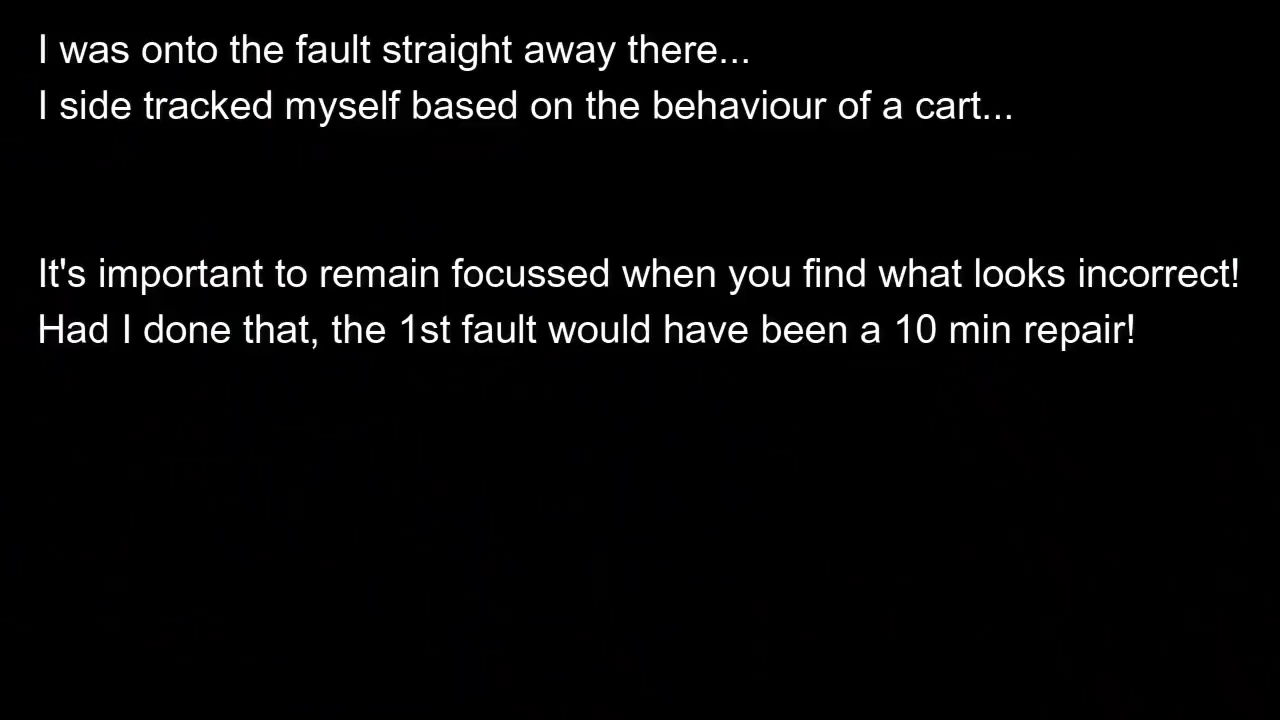 I was onto the fault straight away there...
I side tracked myself based on the behaviour of a cart...
It's important to remain focussed when you find what looks incorrect!
Had I done that, the 1st fault would have been a 10 min repair!